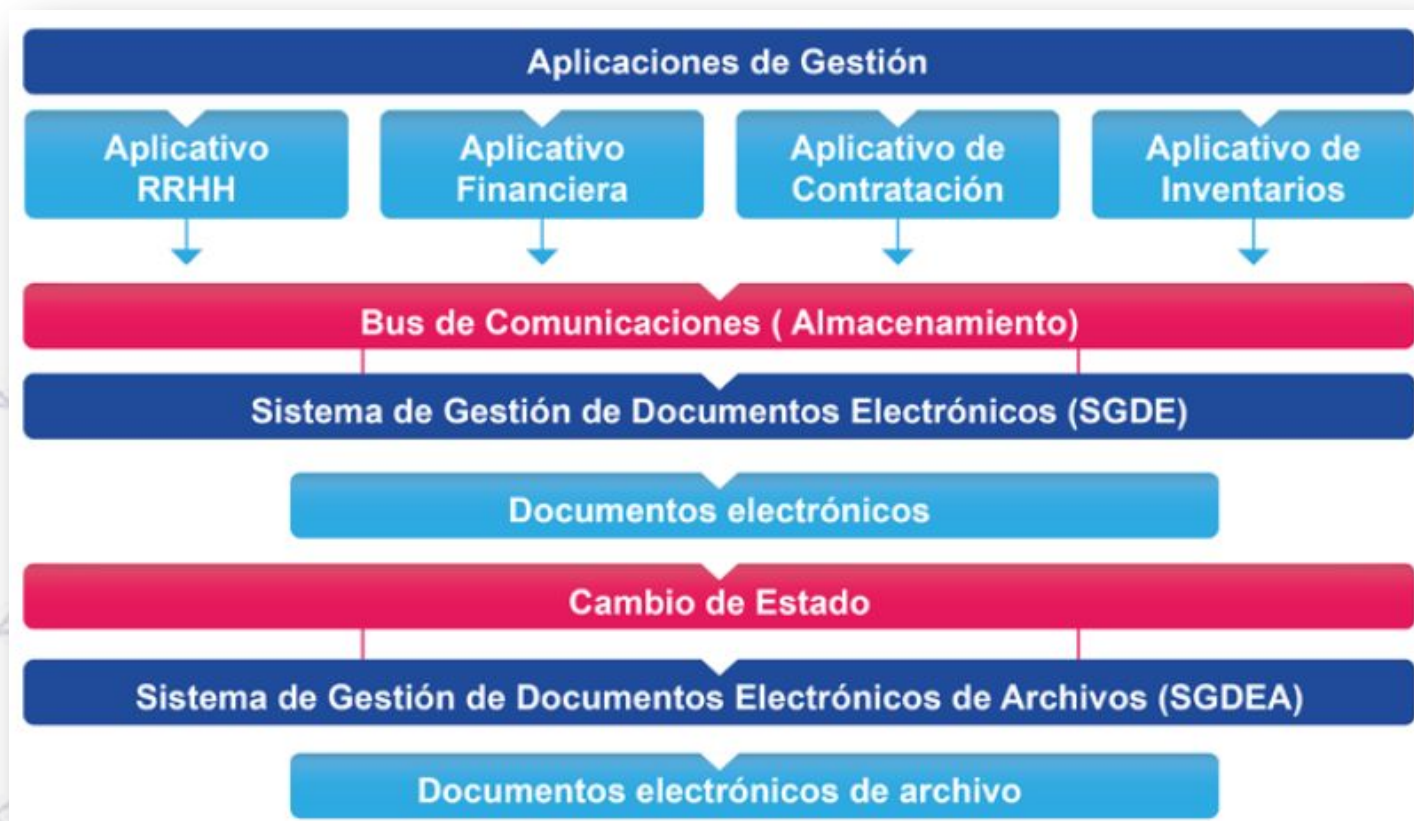 Aplicaciones de Gestión
Aplicativo
RRHH
Aplicativo
Financiera
Aplicativo de
Contratación
Aplicativo de
Inventarios
Bus de Comunicaciones ( Almacenamiento)
Sistema de Gestión de Documentos Electrónicos (SGDE)
Documentos electrónicos
Cambio de Estado
Sistema de Gestión de Documentos Electrónicos de Archivos (SGDEA)
Documentos electrónicos de archivo